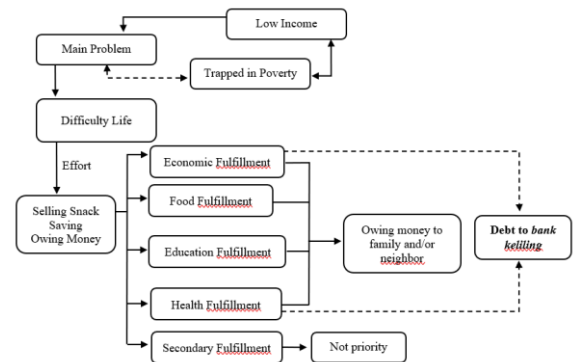 Low Income
Main Problem
Trapped in Poverty
Difficulty Life
Effort
Selling Snack
Saving
Owing Money
Economic Fulfillment
Food Fulfillment
Education Fulfillment
Health Fulfillment
Secondary Fulfillment
Owing money to
family and/or
neighbor
Debt to bank
keliling
Not priority